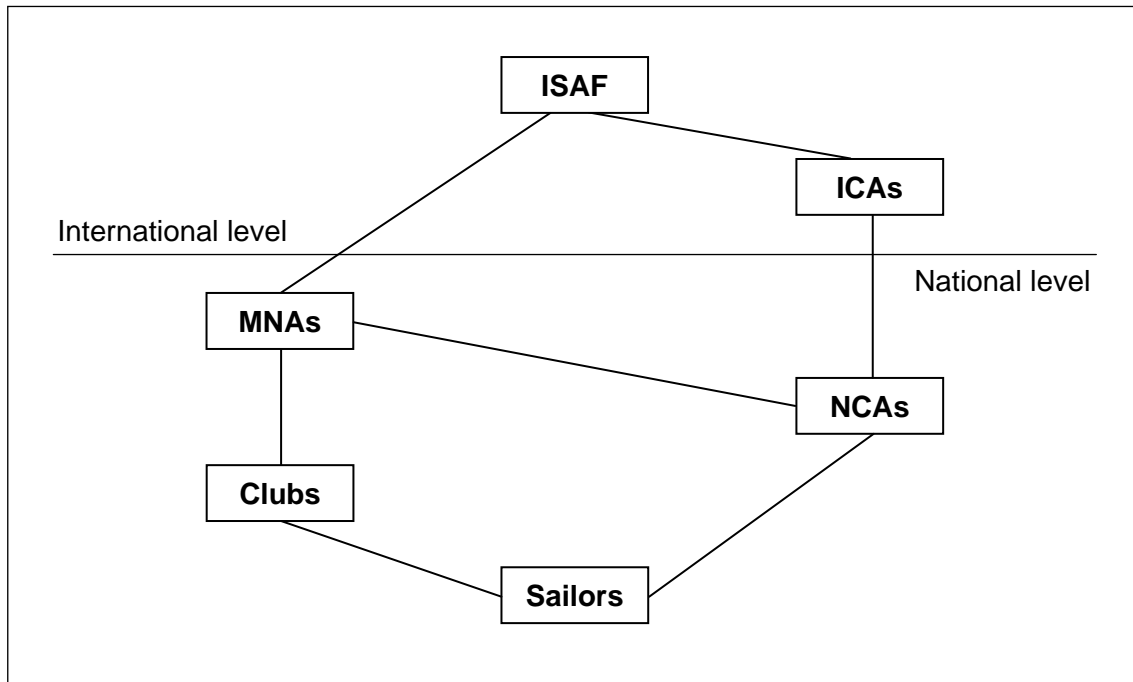 ISAF
ICAs
International level
National level
MNAs
NCAs
Clubs
Sailors